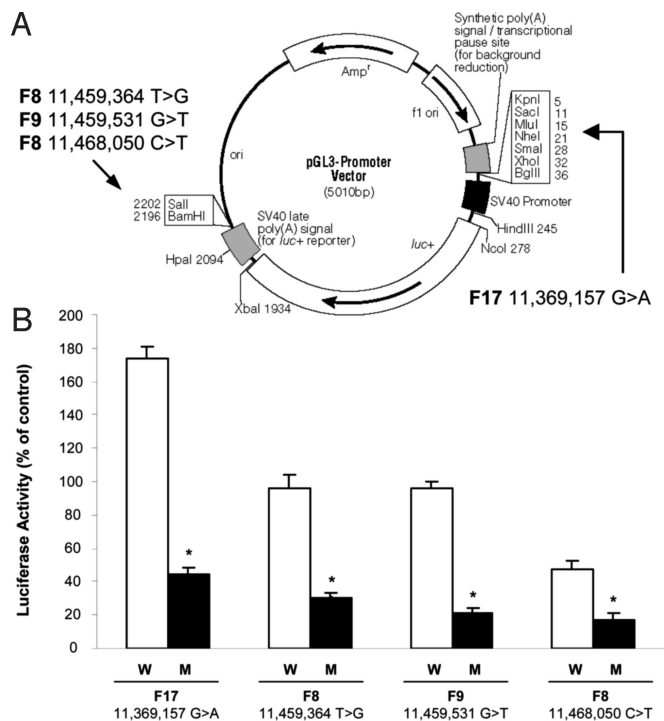 A
F8 11,459,364 T>G
F9 11,459,531 G>T
F8 11,468,050 C>T
Synthetic poly(A)
signal / transcriptional
pause site
(for background
reduction)
Ampr
f1 ori
KpnI 5
SacI 11
MluI 15
NheI 21
SmaI 28
XhoI 32
BglII 36
ori
pGL3-Promoter
Vector
(5010bp)
2202 SalI
2196 BamHI
SV40 Promoter
HindIII 245
NcoI 278
SV40 late
poly(A) signal
(for luc+ reporter)
luc+
HpaI 2094
XbaI 1934
F17 11,369,157 G>A
B
Luciferase Activity (% of control)
200
180
160
140
120
100
80
60
40
20
0
* * * *
W M W M W M W M
F17 F8 F9 F8
11,369,157 G>A 11,459,364 T>G 11,459,531 G>T 11,468,050 C>T